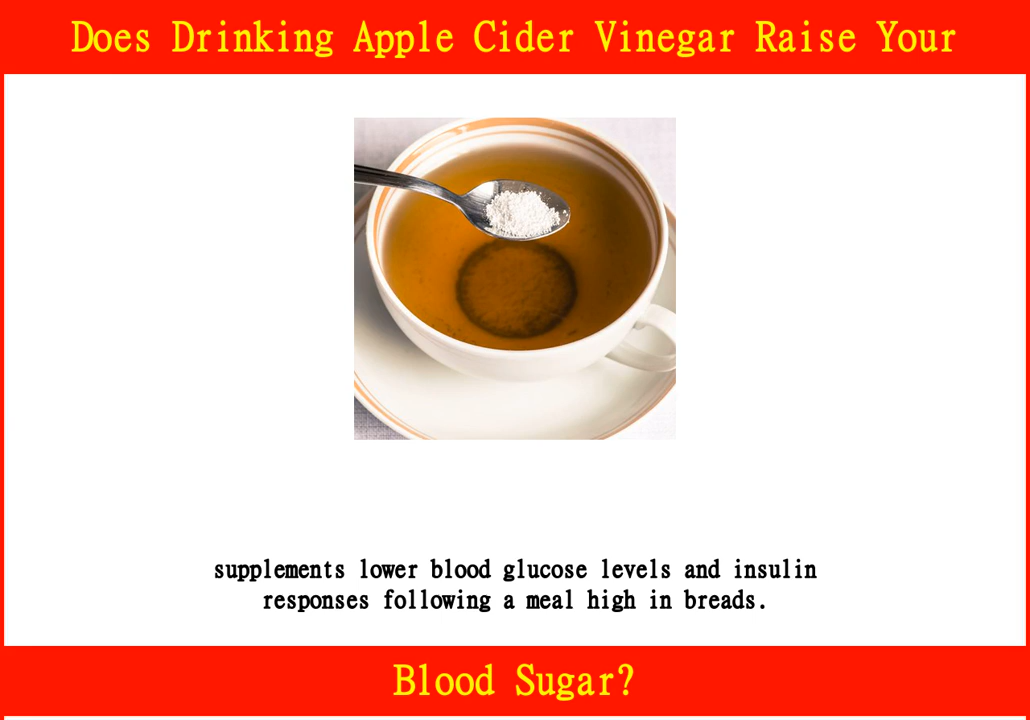 Does Drinking Apple Cider Vinegar Raise Your
supplements lower blood glucose levels and insulin
responses following a meal high in breads.
Blood Sugar?